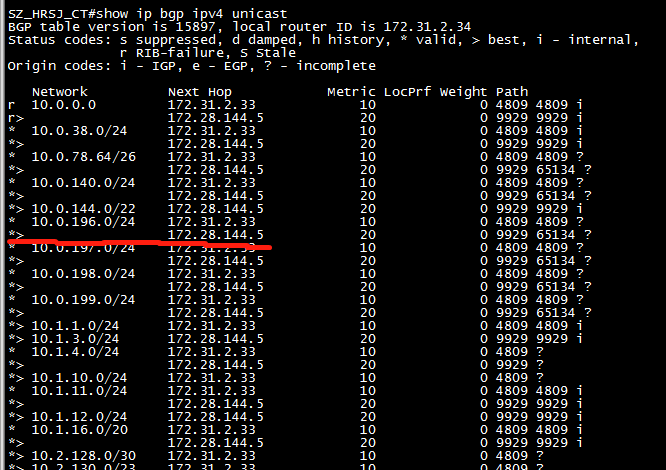 SZ_HRSJ_CT#show ip bgp ipv4 unicast
BGP table version is 15897, local router ID is 172.31.2.34
Status codes: s suppressed, d damped, h history, * valid, > best, i - internal,
r RIB-failure, S Stale
Origin codes: i - IGP, e - EGP, ? - incomplete
Network Next Hop Metric LocPrf Weight Path
r 10.0.0.0 172.31.2.33 10 0 4809 4809 i
r> 172.28.144.5 20 0 9929 9929 i
* 10.0.38.0/24 172.31.2.33 10 0 4809 4809 i
*> 172.28.144.5 20 0 9929 9929 i
* 10.0.78.64/26 172.31.2.33 10 0 4809 4809 ?
*> 172.28.144.5 20 0 9929 65134 ?
* 10.0.140.0/24 172.31.2.33 10 0 4809 4809 ?
*> 172.28.144.5 20 0 9929 65134 ?
*> 10.0.144.0/22 172.28.144.5 20 0 9929 9929 i
* 10.0.196.0/24 172.31.2.33 10 0 4809 4809 ?
*> 172.28.144.5 20 0 9929 65134 ?
* 10.0.197.0/24 172.31.2.33 10 0 4809 4809 ?
*> 172.28.144.5 20 0 9929 65134 ?
* 10.0.198.0/24 172.31.2.33 10 0 4809 4809 ?
*> 172.28.144.5 20 0 9929 65134 ?
* 10.0.199.0/24 172.31.2.33 10 0 4809 4809 ?
*> 172.28.144.5 20 0 9929 65134 ?
*> 10.1.1.0/24 172.31.2.33 10 0 4809 4809 i
*> 10.1.3.0/24 172.28.144.5 20 0 9929 9929 i
* 10.1.4.0/24 172.31.2.33 10 0 4809 ?
*> 172.28.144.5 20 0 9929 ?
*> 10.1.10.0/24 172.31.2.33 10 0 4809 ?
* 10.1.11.0/24 172.31.2.33 10 0 4809 4809 i
*> 172.28.144.5 20 0 9929 9929 i
*> 10.1.12.0/24 172.28.144.5 20 0 9929 9929 i
* 10.1.16.0/20 172.31.2.33 10 0 4809 4809 i
*> 172.28.144.5 20 0 9929 9929 i
*> 10.2.128.0/30 172.31.2.33 10 0 4809 ?
* 10.2.130.0/23 172.31.2.33 10 0 4809 ?